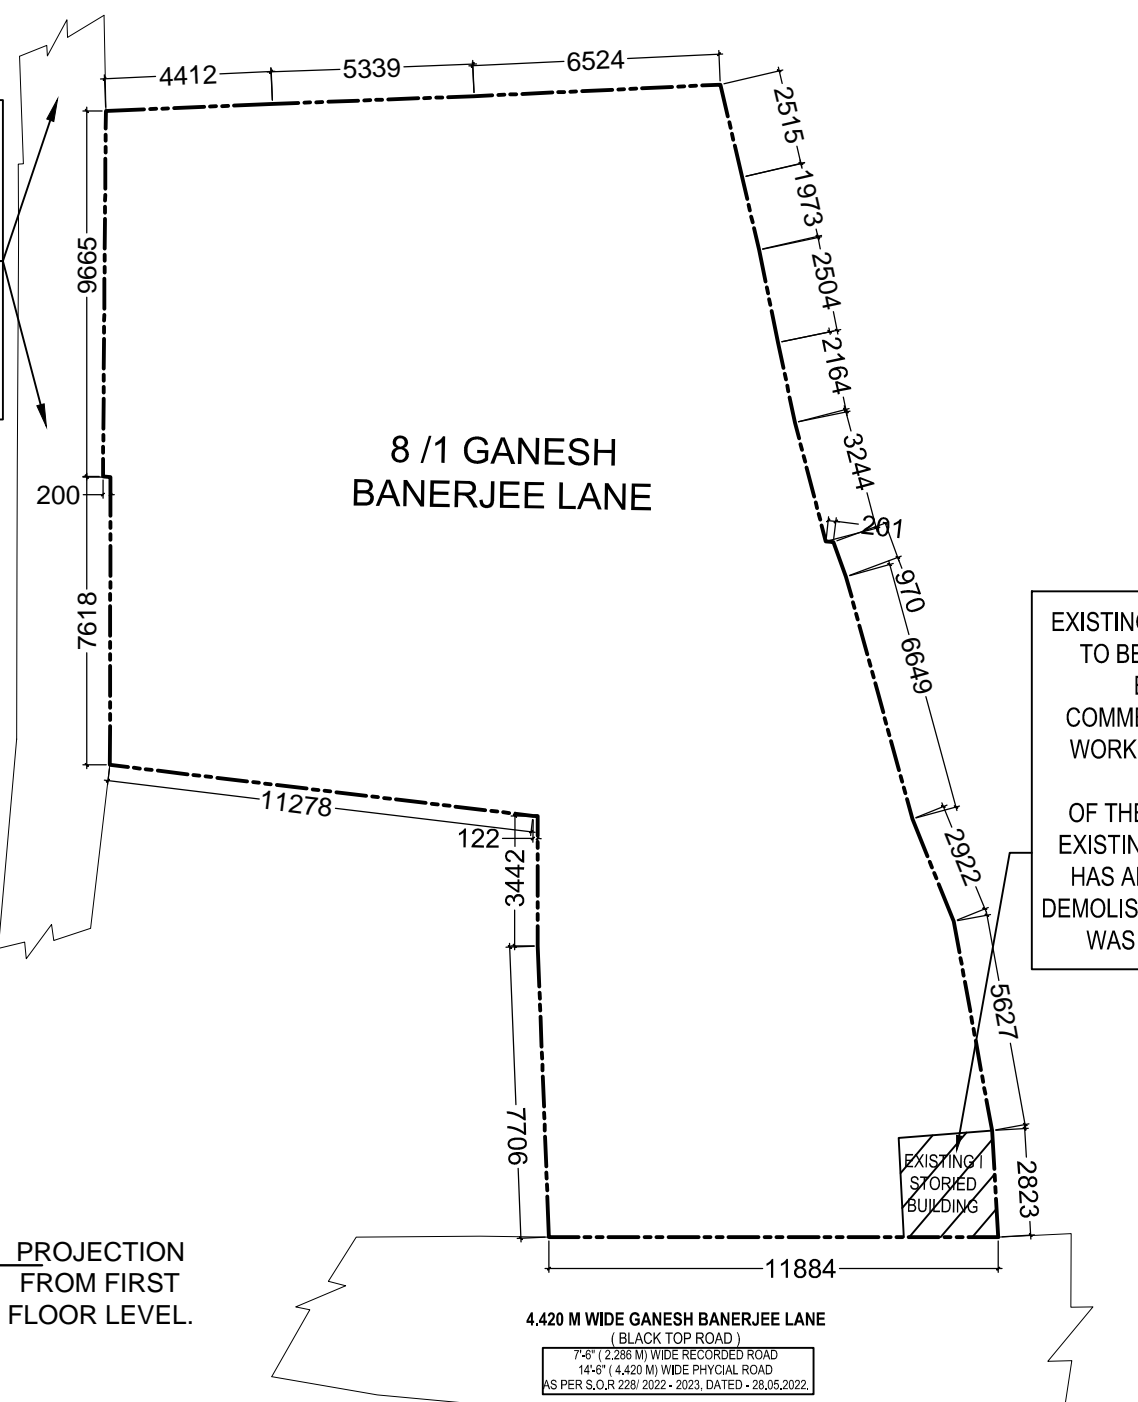 4412
5339
6524
2515
1973
2504
2164
3244
201
970
6649
2922
5627
2823
9665
200
7618
11278
122
3442
7706
11884
8 /1 GANESH
BANERJEE LANE
EXISTING
TO BE
COMME
WORK
OF THE
EXISTIN
HAS A
DEMOLIS
WAS
EXISTING I
STORIED
BUILDING
PROJECTION
FROM FIRST
FLOOR LEVEL.
4.420 M WIDE GANESH BANERJEE LANE
( BLACK TOP ROAD )
7'-6" ( 2.286 M) WIDE RECORDED ROAD
14'-6" ( 4.420 M) WIDE PHYCIAL ROAD
AS PER S.O.R 228/ 2022 - 2023, DATED - 28.05.2022.